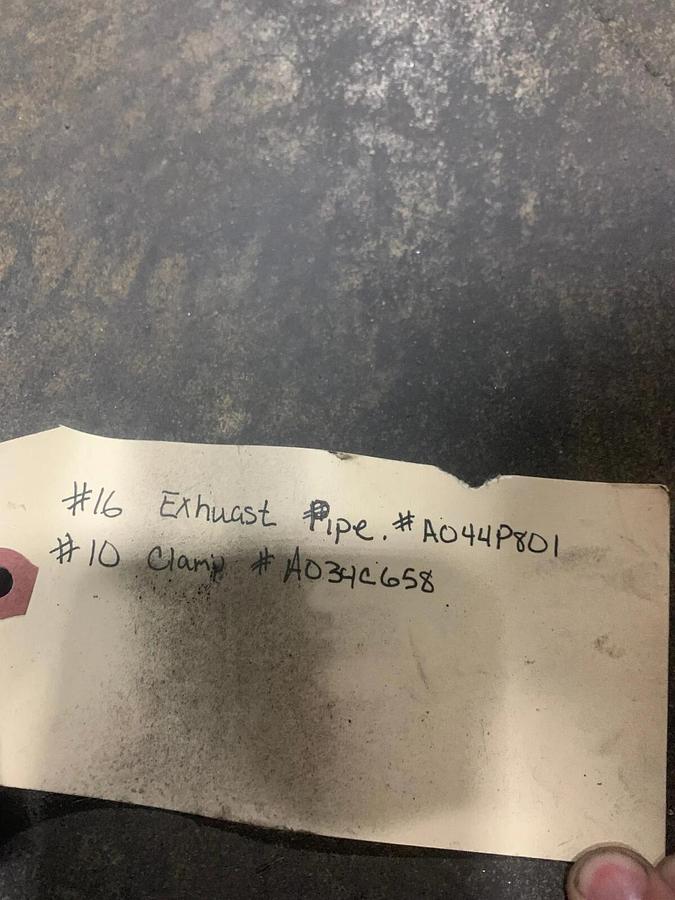 #16 Exhuast Pipe. # A044P801
#10 Clamp # A034C658